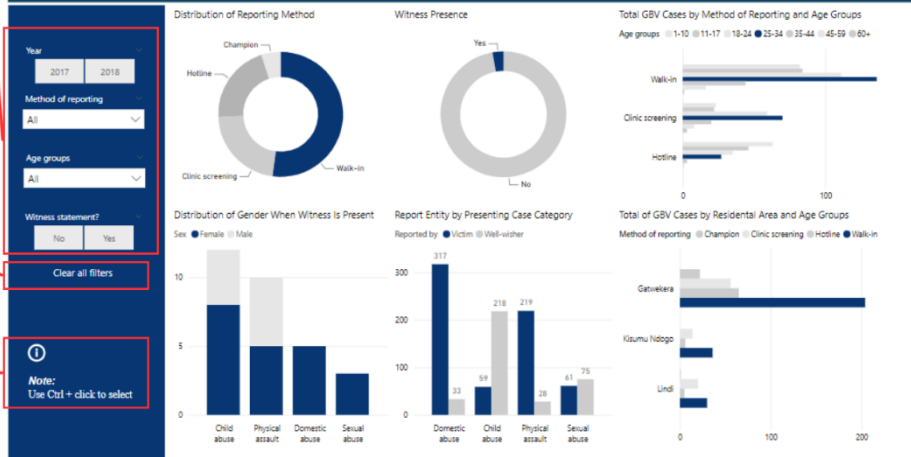 Year
2017 2018
Method of reporting
All
Age groups
All
Witness statement?
No Yes
Clear all filters
Note:
Use Ctrl + click to select
Distribution of Reporting Method
Champion
Hotline
Clinic screening
Walk-in
Witness Presence
Yes
No
Total GBV Cases by Method of Reporting and Age Groups
Age groups 1-10 11-17 18-24 25-34 35-44 45-59 60+
Walk-in
Clinic screening
Hotline
0 100
Distribution of Gender When Witness Is Present
Sex Female Male
10
5
0
Child abuse Physical assault Domestic abuse Sexual abuse
Report Entity by Presenting Case Category
Reported by Victim Well-wisher
300
200
100
0
317 33 59 218 219 28 61 75
Domestic abuse Child abuse Physical assault Sexual abuse
Total of GBV Cases by Residental Area and Age Groups
Method of reporting Champion Clinic screening Hotline Walk-in
Gatwekera
Kisumu Ndogo
Lindi
0 100 200